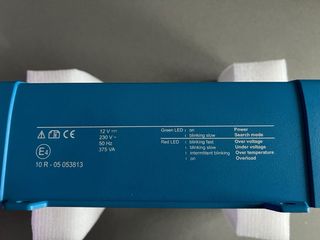 12 V ⎓
230 V ~
50 Hz
375 VA
CE
E4
10 R - 05 053813
Green LED : on Power
: blinking slow Search mode
Red LED : blinking fast Over voltage
: blinking slow Under voltage
: intermittent blinking Over temperature
: on Overload